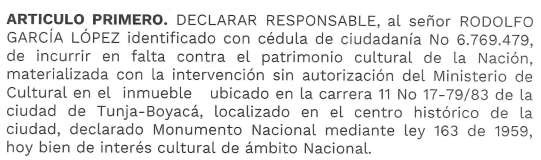 ARTICULO PRIMERO. DECLARAR RESPONSABLE, al señor RODOLFO
GARCÍA LÓPEZ identificado con cédula de ciudadanía No 6.769.479,
de incurrir en falta contra el patrimonio cultural de la Nación,
materializada con la intervención sin autorización del Ministerio de
Cultural en el inmueble ubicado en la carrera 11 No 17-79/83 de la
ciudad de Tunja-Boyacá, localizado en el centro histórico de la
ciudad, declarado Monumento Nacional mediante ley 163 de 1959,
hoy bien de interés cultural de ámbito Nacional.